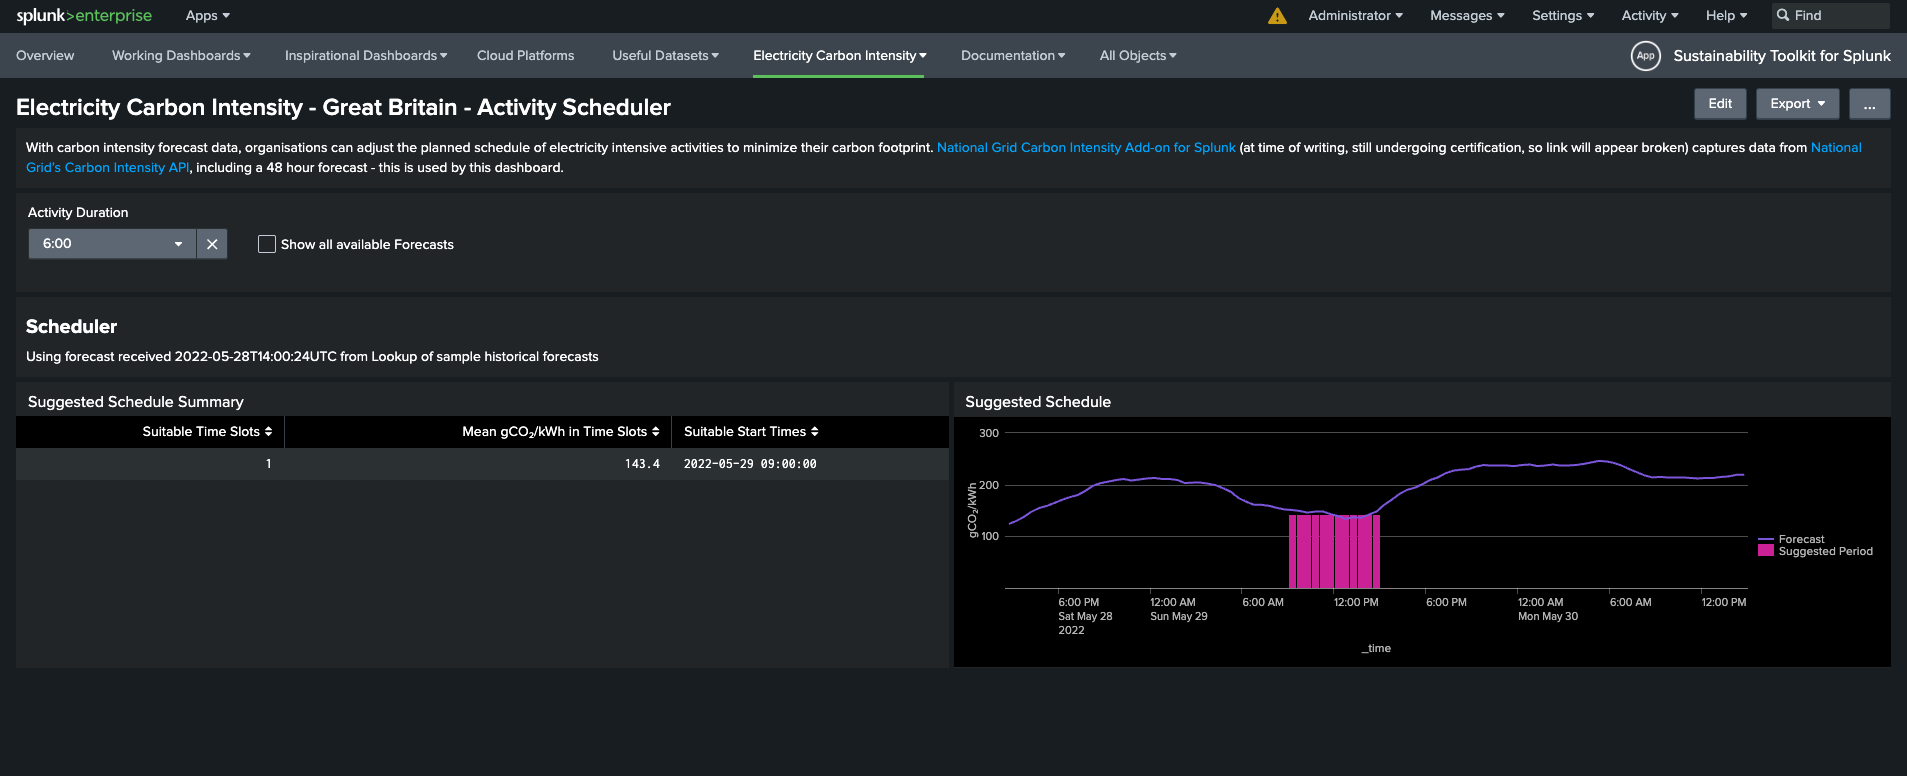 splunk>enterprise Apps Administrator Messages Settings Activity Help Find
Overview Working Dashboards Inspirational Dashboards Cloud Platforms Useful Datasets Electricity Carbon Intensity Documentation All Objects App Sustainability Toolkit for Splunk
Electricity Carbon Intensity - Great Britain - Activity Scheduler Edit Export ...
With carbon intensity forecast data, organisations can adjust the planned schedule of electricity intensive activities to minimize their carbon footprint. National Grid Carbon Intensity Add-on for Splunk (at time of writing, still undergoing certification, so link will appear broken) captures data from National
Grid's Carbon Intensity API, including a 48 hour forecast - this is used by this dashboard.
Activity Duration
6:00 Show all available Forecasts
Scheduler
Using forecast received 2022-05-28T14:00:24UTC from Lookup of sample historical forecasts
Suggested Schedule Summary
Suitable Time Slots Mean gCO₂/kWh in Time Slots Suitable Start Times
1 143.4 2022-05-29 09:00:00
Suggested Schedule
300
200
100
gCO₂/kWh
6:00 PM 12:00 AM 6:00 AM 12:00 PM 6:00 PM 12:00 AM 6:00 AM 12:00 PM
Sat May 28 Sun May 29 Mon May 30
2022
_time
Forecast
Suggested Period